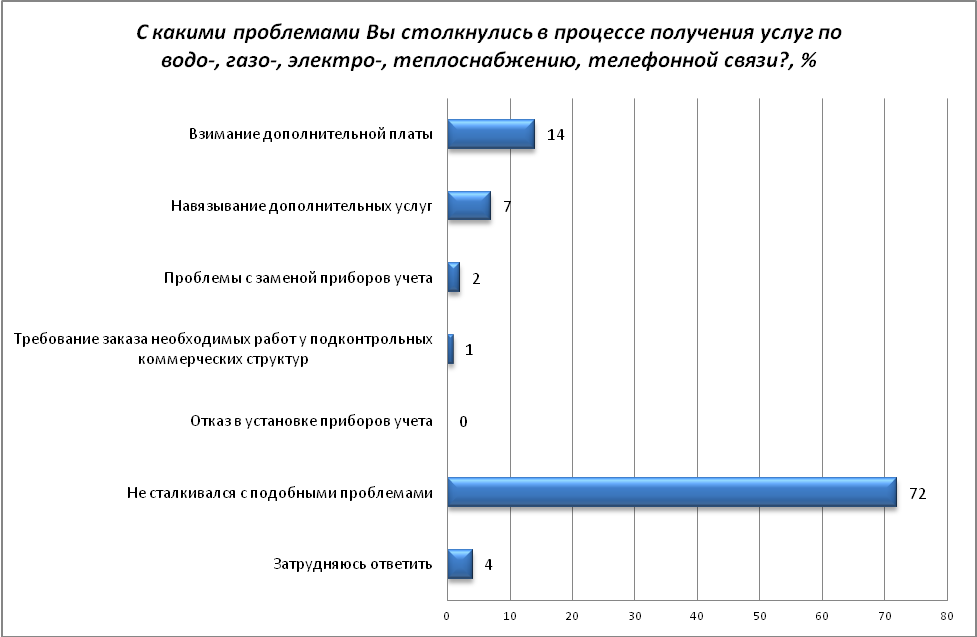 С какими проблемами Вы столкнулись в процессе получения услуг по
водо-, газо-, электро-, теплоснабжению, телефонной связи?, %
Взимание дополнительной платы 14
Навязывание дополнительных услуг 7
Проблемы с заменой приборов учета 2
Требование заказа необходимых работ у подконтрольных
коммерческих структур 1
Отказ в установке приборов учета 0
Не сталкивался с подобными проблемами 72
Затрудняюсь ответить 4
0 10 20 30 40 50 60 70 80